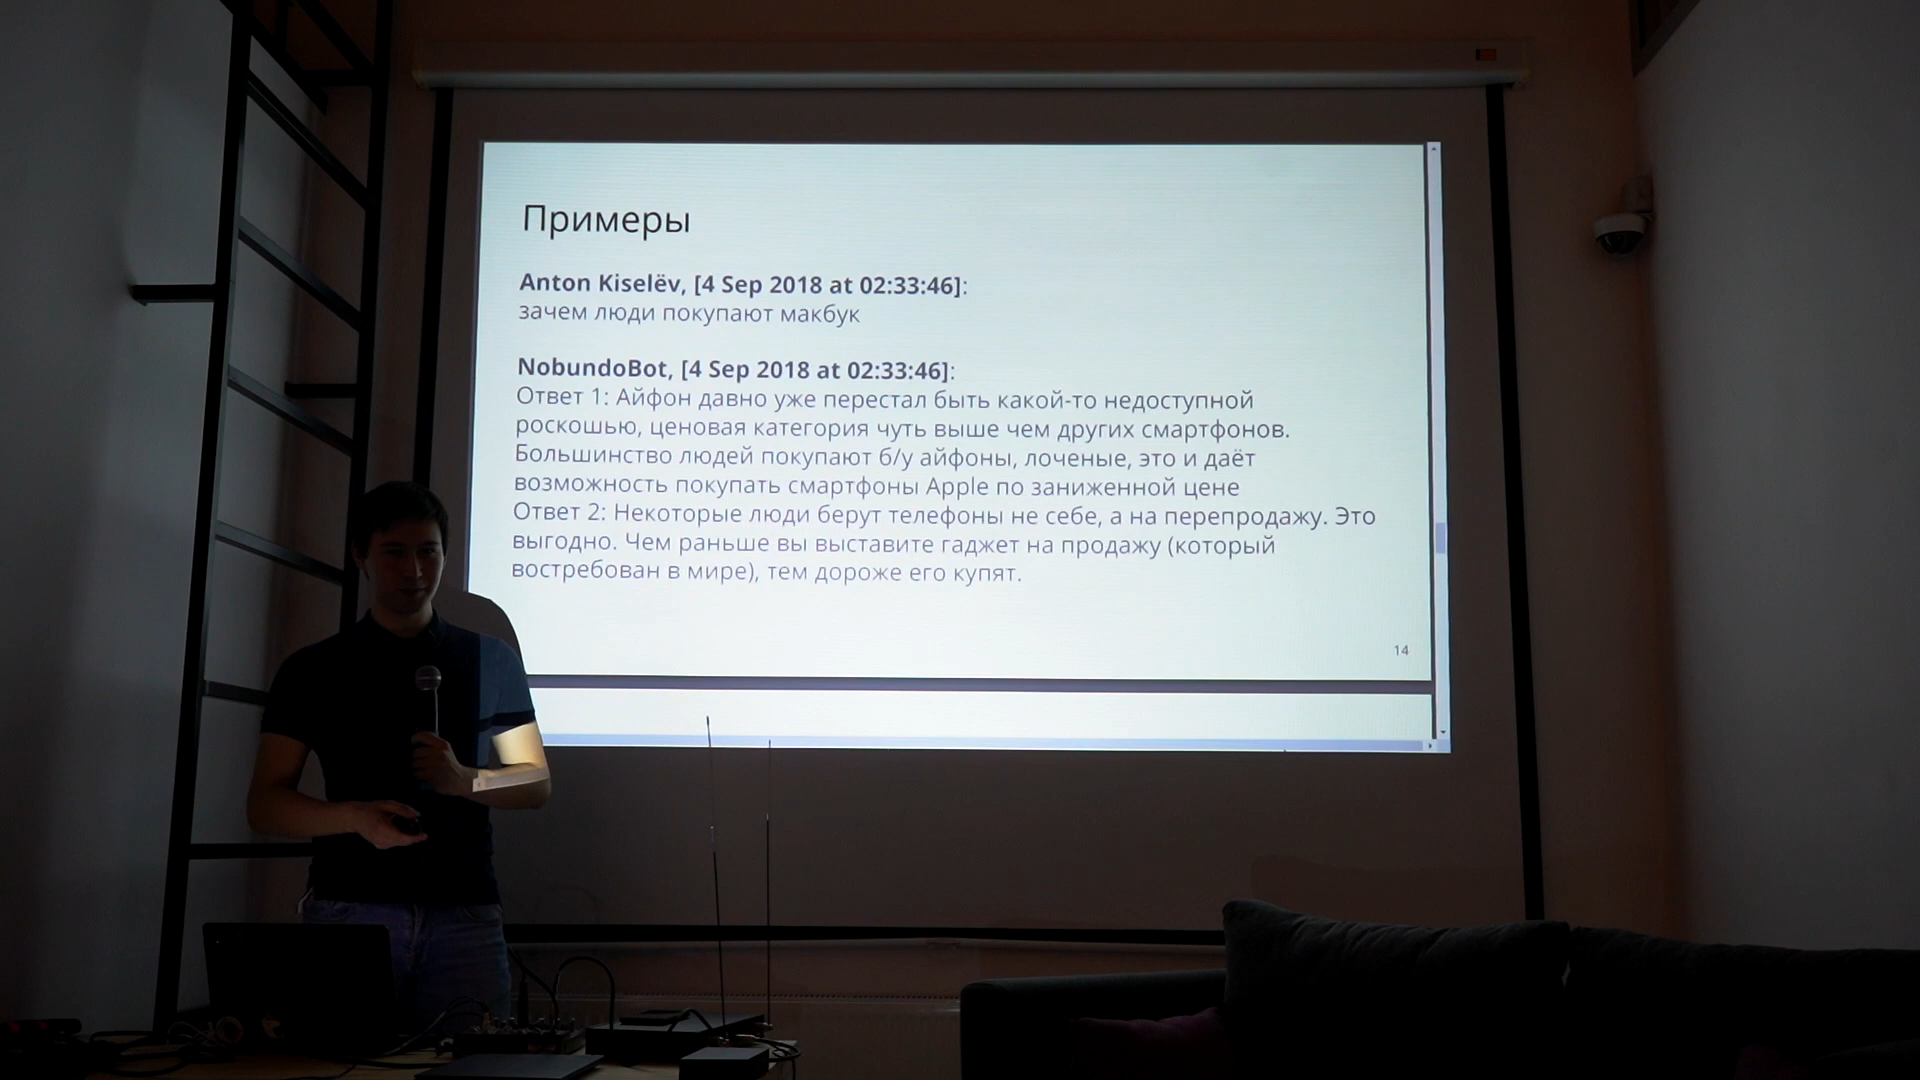 Примеры
Anton Kiselёv, [4 Sep 2018 at 02:33:46]:
зачем люди покупают макбук
NobundoBot, [4 Sep 2018 at 02:33:46]:
Ответ 1: Айфон давно уже перестал быть какой-то недоступной
роскошью, ценовая категория чуть выше чем других смартфонов.
Большинство людей покупают б/у айфоны, лоченые, это и даёт
возможность покупать смартфоны Apple по заниженной цене
Ответ 2: Некоторые люди берут телефоны не себе, а на перепродажу. Это
выгодно. Чем раньше вы выставите гаджет на продажу (который
востребован в мире), тем дороже его купят.
14